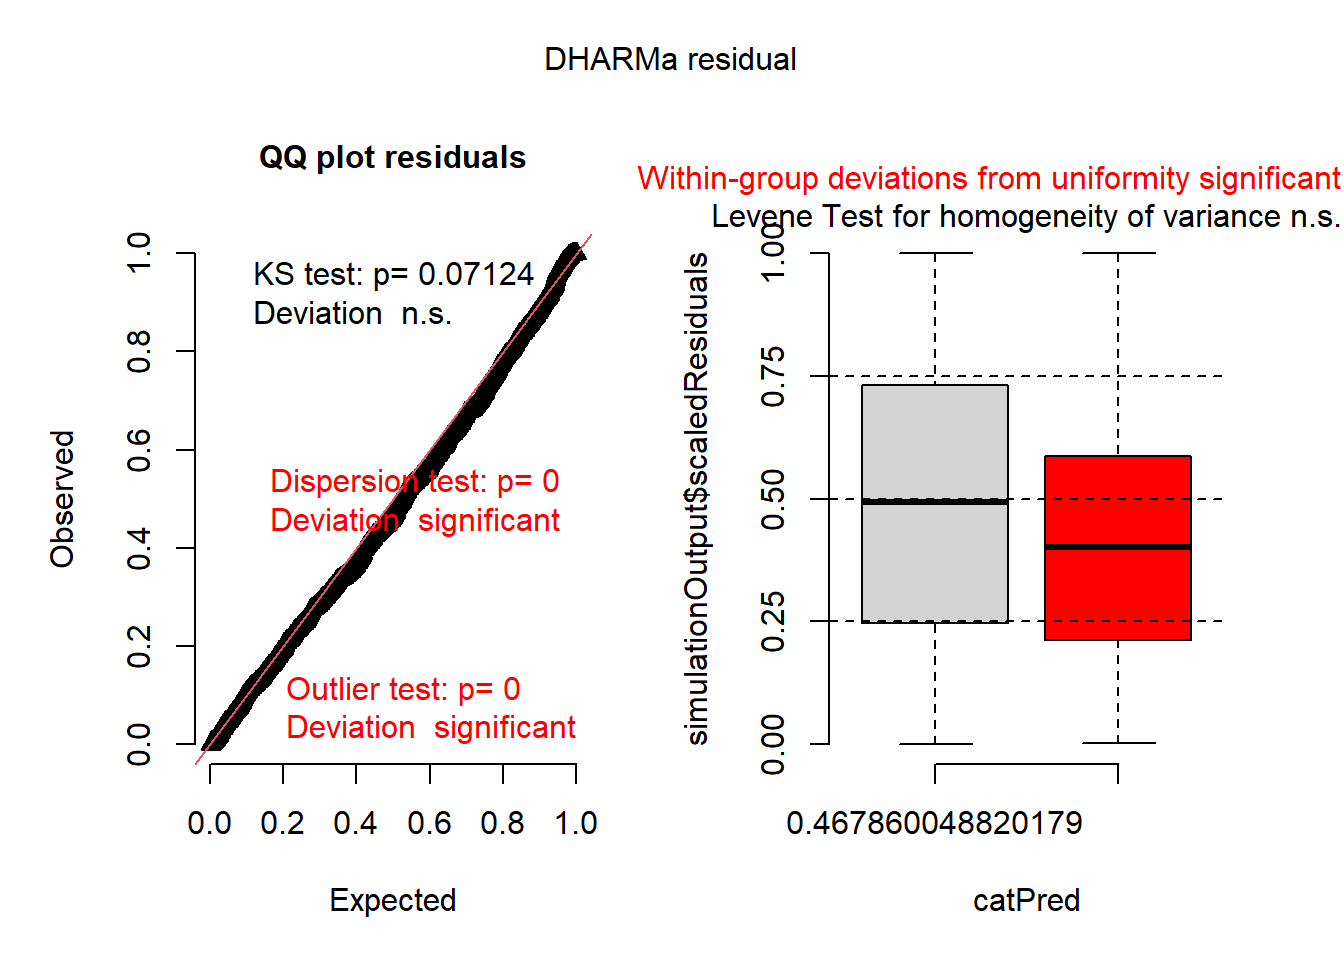 DHARMa residual
QQ plot residuals
KS test: p= 0.07124
Deviation  n.s.
Dispersion test: p= 0
Deviation  significant
Outlier test: p= 0
Deviation  significant
Observed
0.0 0.2 0.4 0.6 0.8 1.0
0.0 0.2 0.4 0.6 0.8 1.0
Expected
Within-group deviations from uniformity significant
Levene Test for homogeneity of variance n.s.
simulationOutput$scaledResiduals
0.00 0.25 0.50 0.75 1.00
0.467860048820179
catPred